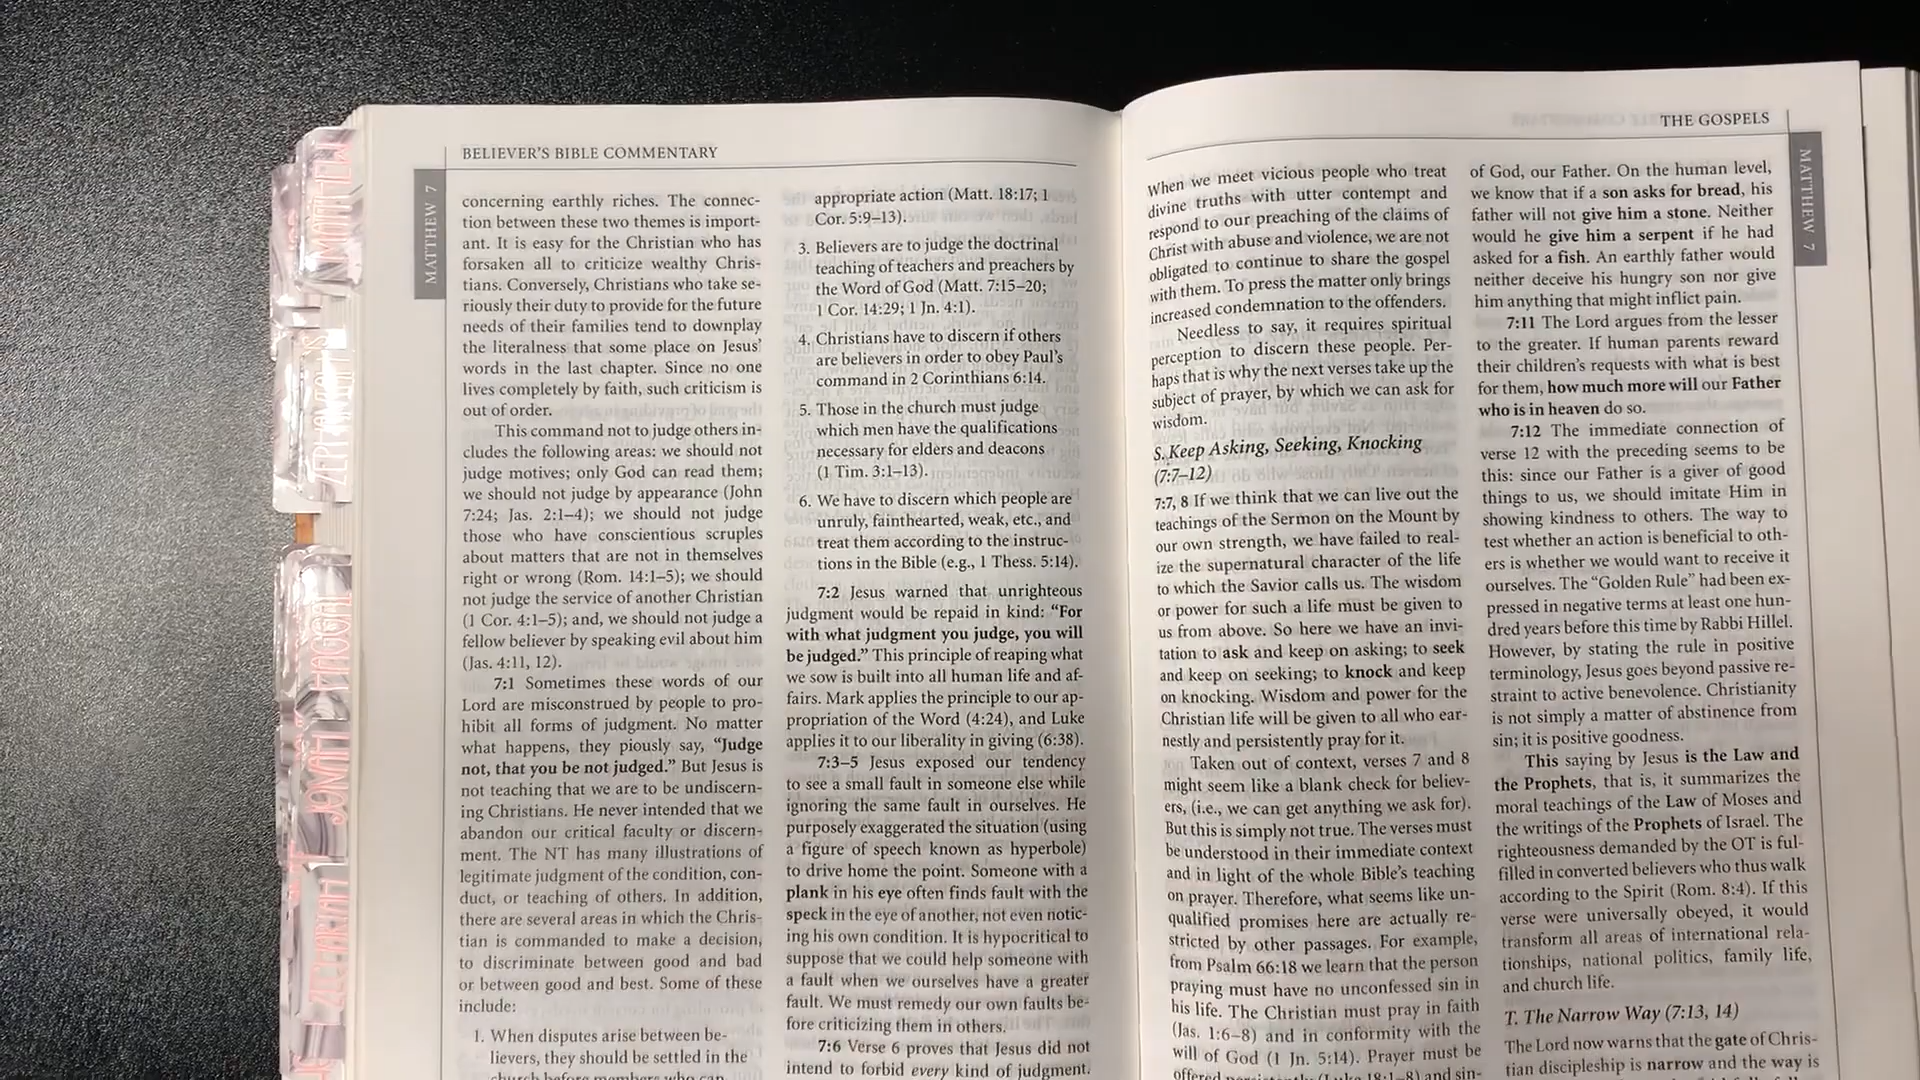 MATTHEW
ZEPHANIAH
HAGGAI
JONAH
ZECHARIAH
BELIEVER'S BIBLE COMMENTARY
MATTHEW 7
concerning earthly riches. The connec-
tion between these two themes is import-
ant. It is easy for the Christian who has
forsaken all to criticize wealthy Chris-
tians. Conversely, Christians who take se-
riously their duty to provide for the future
needs of their families tend to downplay
the literalness that some place on Jesus'
words in the last chapter. Since no one
lives completely by faith, such criticism is
out of order.
This command not to judge others in-
cludes the following areas: we should not
judge motives; only God can read them;
we should not judge by appearance (John
7:24; Jas. 2:1–4); we should not judge
those who have conscientious scruples
about matters that are not in themselves
right or wrong (Rom. 14:1–5); we should
not judge the service of another Christian
(1 Cor. 4:1–5); and, we should not judge a
fellow believer by speaking evil about him
(Jas. 4:11, 12).
7:1 Sometimes these words of our
Lord are misconstrued by people to pro-
hibit all forms of judgment. No matter
what happens, they piously say, “Judge
not, that you be not judged.” But Jesus is
not teaching that we are to be undiscern-
ing Christians. He never intended that we
abandon our critical faculty or discern-
ment. The NT has many illustrations of
legitimate judgment of the condition, con-
duct, or teaching of others. In addition,
there are several areas in which the Chris-
tian is commanded to make a decision,
to discriminate between good and bad
or between good and best. Some of these
include:
1. When disputes arise between be-
lievers, they should be settled in the
church before members who can
appropriate action (Matt. 18:17; 1
Cor. 5:9–13).
3. Believers are to judge the doctrinal
teaching of teachers and preachers by
the Word of God (Matt. 7:15–20;
1 Cor. 14:29; 1 Jn. 4:1).
4. Christians have to discern if others
are believers in order to obey Paul's
command in 2 Corinthians 6:14.
5. Those in the church must judge
which men have the qualifications
necessary for elders and deacons
(1 Tim. 3:1–13).
6. We have to discern which people are
unruly, fainthearted, weak, etc., and
treat them according to the instruc-
tions in the Bible (e.g., 1 Thess. 5:14).
7:2 Jesus warned that unrighteous
judgment would be repaid in kind: “For
with what judgment you judge, you will
be judged.” This principle of reaping what
we sow is built into all human life and af-
fairs. Mark applies the principle to our ap-
propriation of the Word (4:24), and Luke
applies it to our liberality in giving (6:38).
7:3–5 Jesus exposed our tendency
to see a small fault in someone else while
ignoring the same fault in ourselves. He
purposely exaggerated the situation (using
a figure of speech known as hyperbole)
to drive home the point. Someone with a
plank in his eye often finds fault with the
speck in the eye of another, not even notic-
ing his own condition. It is hypocritical to
suppose that we could help someone with
a fault when we ourselves have a greater
fault. We must remedy our own faults be-
fore criticizing them in others.
7:6 Verse 6 proves that Jesus did not
intend to forbid every kind of judgment.
THE GOSPELS
MATTHEW 7
When we meet vicious people who treat
divine truths with utter contempt and
respond to our preaching of the claims of
Christ with abuse and violence, we are not
obligated to continue to share the gospel
with them. To press the matter only brings
increased condemnation to the offenders.
Needless to say, it requires spiritual
perception to discern these people. Per-
haps that is why the next verses take up the
subject of prayer, by which we can ask for
wisdom.
S. Keep Asking, Seeking, Knocking
(7:7–12)
7:7, 8 If we think that we can live out the
teachings of the Sermon on the Mount by
our own strength, we have failed to real-
ize the supernatural character of the life
to which the Savior calls us. The wisdom
or power for such a life must be given to
us from above. So here we have an invi-
tation to ask and keep on asking; to seek
and keep on seeking; to knock and keep
on knocking. Wisdom and power for the
Christian life will be given to all who ear-
nestly and persistently pray for it.
Taken out of context, verses 7 and 8
might seem like a blank check for believ-
ers, (i.e., we can get anything we ask for).
But this is simply not true. The verses must
be understood in their immediate context
and in light of the whole Bible's teaching
on prayer. Therefore, what seems like un-
qualified promises here are actually re-
stricted by other passages. For example,
from Psalm 66:18 we learn that the person
praying must have no unconfessed sin in
his life. The Christian must pray in faith
(Jas. 1:6–8) and in conformity with the
will of God (1 Jn. 5:14). Prayer must be
offered persistently (Luke 18:1–8) and sin-
of God, our Father. On the human level,
we know that if a son asks for bread, his
father will not give him a stone. Neither
would he give him a serpent if he had
asked for a fish. An earthly father would
neither deceive his hungry son nor give
him anything that might inflict pain.
7:11 The Lord argues from the lesser
to the greater. If human parents reward
their children's requests with what is best
for them, how much more will our Father
who is in heaven do so.
7:12 The immediate connection of
verse 12 with the preceding seems to be
this: since our Father is a giver of good
things to us, we should imitate Him in
showing kindness to others. The way to
test whether an action is beneficial to oth-
ers is whether we would want to receive it
ourselves. The “Golden Rule” had been ex-
pressed in negative terms at least one hun-
dred years before this time by Rabbi Hillel.
However, by stating the rule in positive
terminology, Jesus goes beyond passive re-
straint to active benevolence. Christianity
is not simply a matter of abstinence from
sin; it is positive goodness.
This saying by Jesus is the Law and
the Prophets, that is, it summarizes the
moral teachings of the Law of Moses and
the writings of the Prophets of Israel. The
righteousness demanded by the OT is ful-
filled in converted believers who thus walk
according to the Spirit (Rom. 8:4). If this
verse were universally obeyed, it would
transform all areas of international rela-
tionships, national politics, family life,
and church life.
T. The Narrow Way (7:13, 14)
The Lord now warns that the gate of Chris-
tian discipleship is narrow and the way is